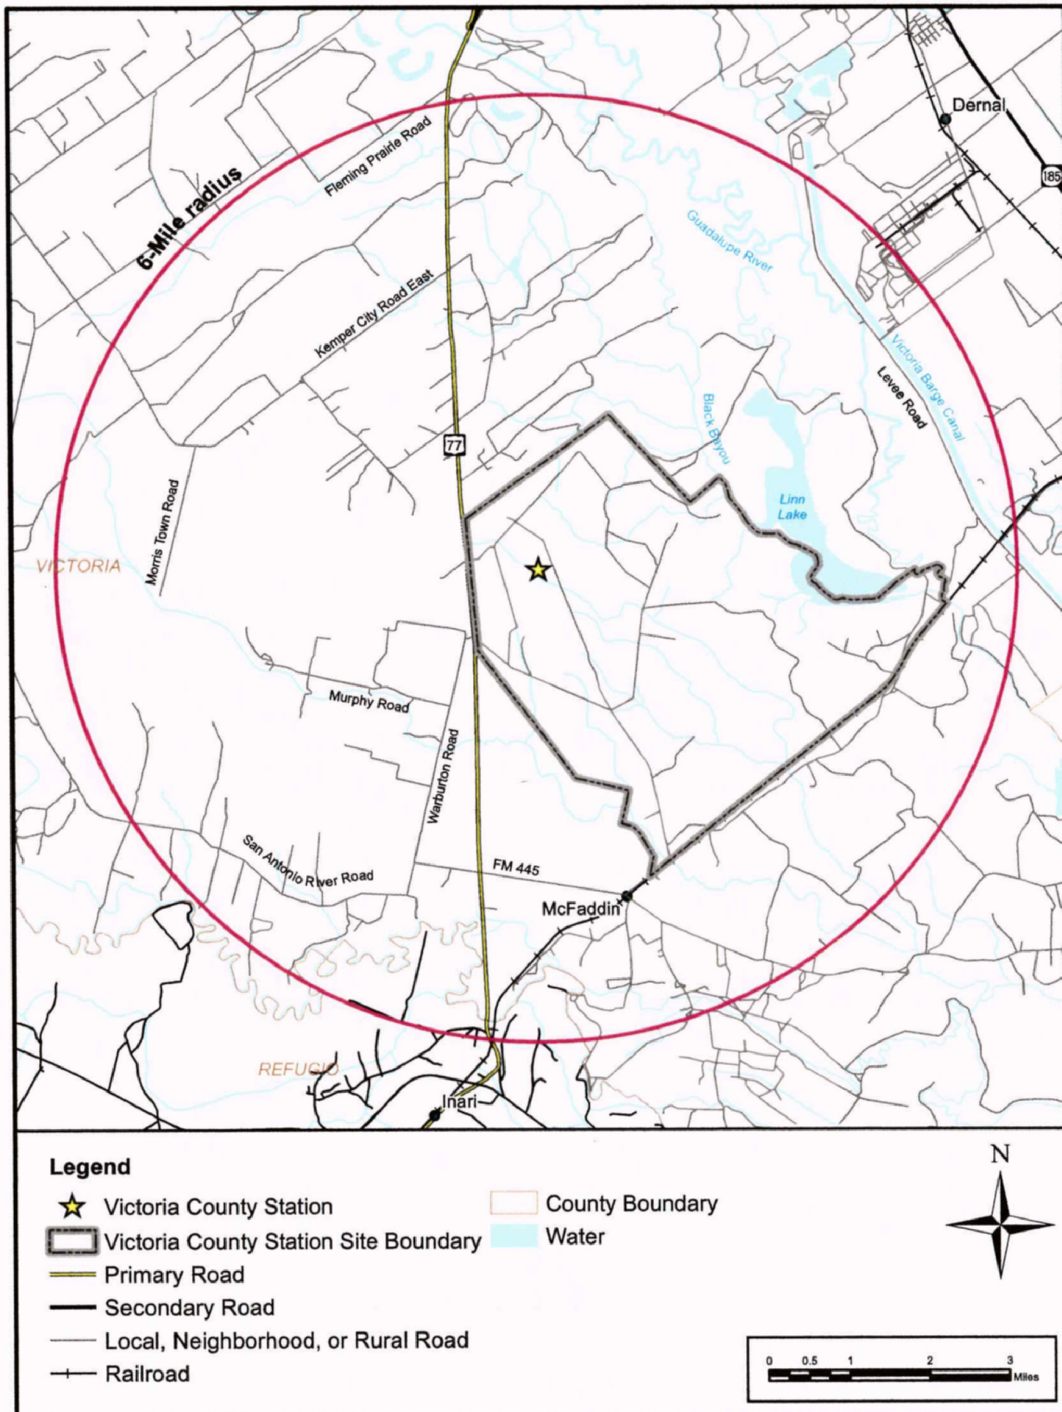 Dernal
185
Fleming Prairie Road
6-Mile radius
Guadalupe River
Kemper City Road East
Victoria Barge Canal
Levee Road
Black Bayou
77
Linn
Lake
Morris Town Road
VICTORIA
Murphy Road
Warburton Road
San Antonio River Road
FM 445
McFaddin
REFUGIO
Inari
Legend
Victoria County Station
Victoria County Station Site Boundary
Primary Road
Secondary Road
Local, Neighborhood, or Rural Road
Railroad
County Boundary
Water
N
0 0.5 1 2 3
Miles